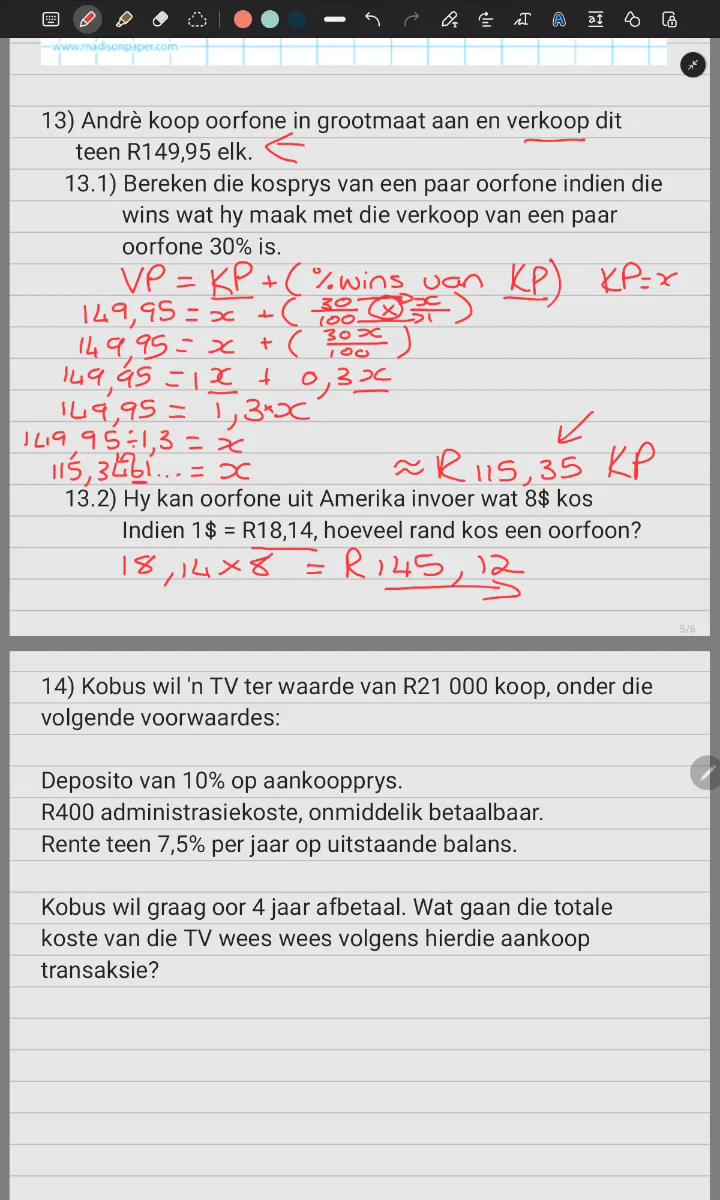 www.madisonpaper.com
13) Andrè koop oorfone in grootmaat aan en verkoop dit
teen R149,95 elk.
13.1) Bereken die kosprys van een paar oorfone indien die
wins wat hy maak met die verkoop van een paar
oorfone 30% is.
VP = KP + (% wins van KP) KP = x
149,95 = x + (30/100 × x/1)
149,95 = x + (30x/100)
149,95 = 1x + 0,3x
149,95 = 1,3*x
149,95 ÷ 1,3 = x
115,3461... = x ≈ R115,35 KP
13.2) Hy kan oorfone uit Amerika invoer wat 8$ kos
Indien 1$ = R18,14, hoeveel rand kos een oorfoon?
18,14 × 8 = R145,12
5/6
14) Kobus wil 'n TV ter waarde van R21 000 koop, onder die
volgende voorwaardes:
Deposito van 10% op aankoopprys.
R400 administrasiekoste, onmiddelik betaalbaar.
Rente teen 7,5% per jaar op uitstaande balans.
Kobus wil graag oor 4 jaar afbetaal. Wat gaan die totale
koste van die TV wees wees volgens hierdie aankoop
transaksie?